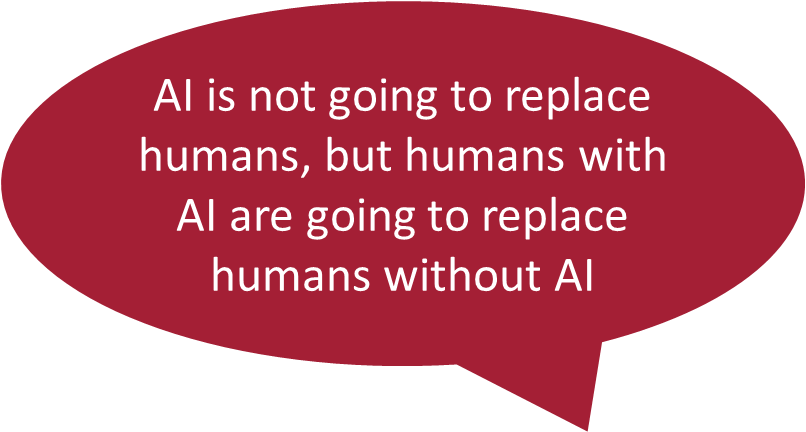 AI is not going to replace
humans, but humans with
AI are going to replace
humans without AI